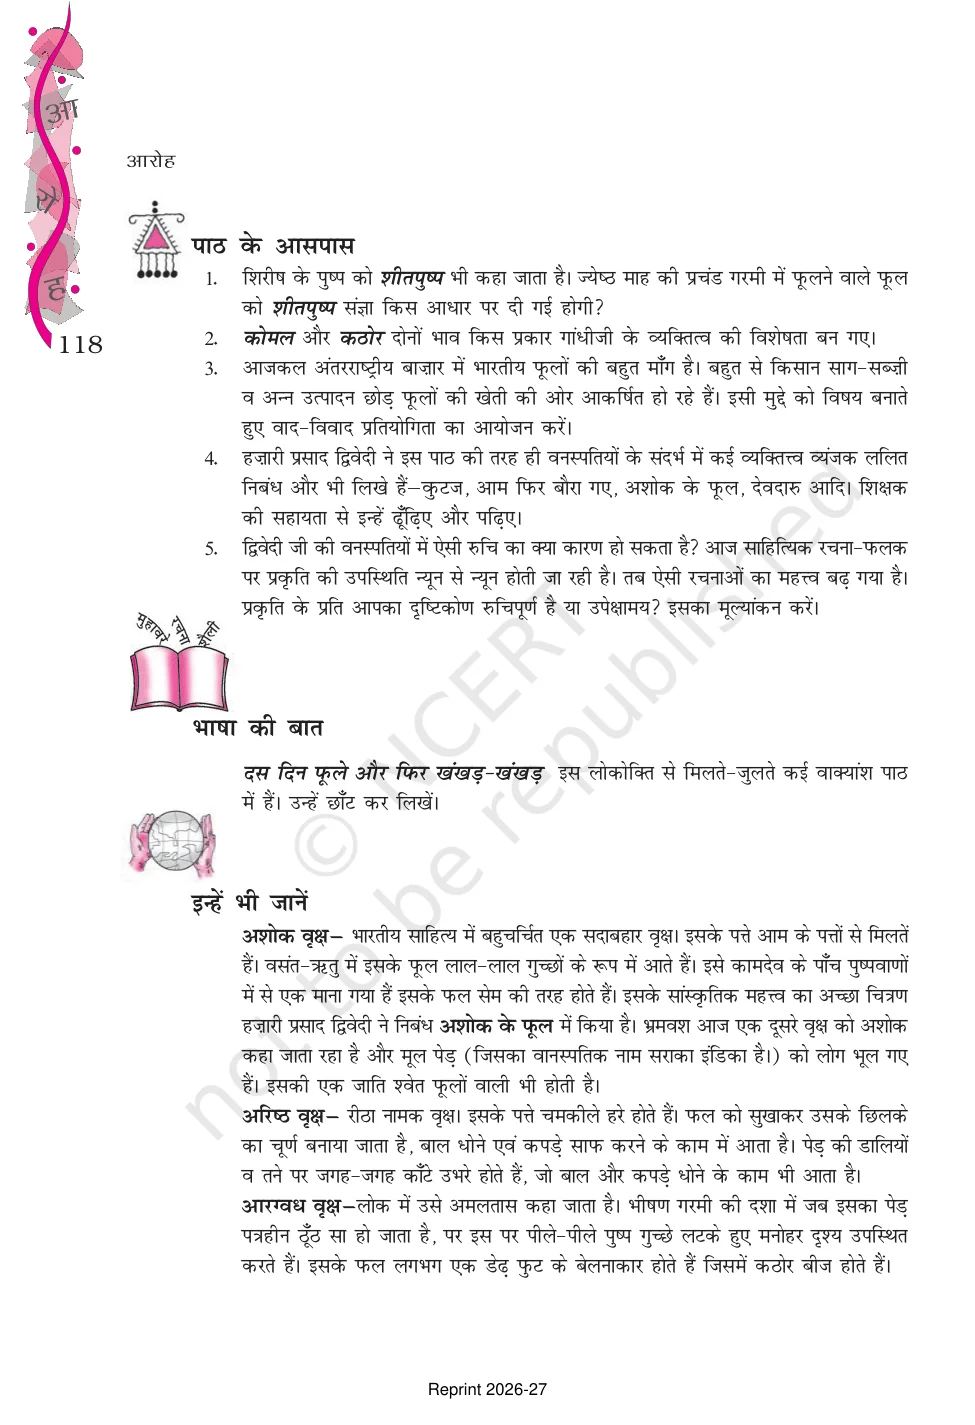 आ
रो
ह
118
आरोह
पाठ के आसपास
1. शिरीष के पुष्प को शीतपुष्प भी कहा जाता है। ज्येष्ठ माह की प्रचंड गरमी में फूलने वाले फूल
को शीतपुष्प संज्ञा किस आधार पर दी गई होगी?
2. कोमल और कठोर दोनों भाव किस प्रकार गांधीजी के व्यक्तित्व की विशेषता बन गए।
3. आजकल अंतरराष्ट्रीय बाज़ार में भारतीय फूलों की बहुत माँग है। बहुत से किसान साग-सब्ज़ी
व अन्न उत्पादन छोड़ फूलों की खेती की ओर आकर्षित हो रहे हैं। इसी मुद्दे को विषय बनाते
हुए वाद-विवाद प्रतियोगिता का आयोजन करें।
4. हज़ारी प्रसाद द्विवेदी ने इस पाठ की तरह ही वनस्पतियों के संदर्भ में कई व्यक्तित्त्व व्यंजक ललित
निबंध और भी लिखे हैं—कुटज, आम फिर बौरा गए, अशोक के फूल, देवदारु आदि। शिक्षक
की सहायता से इन्हें ढूँढ़िए और पढ़िए।
5. द्विवेदी जी की वनस्पतियों में ऐसी रुचि का क्या कारण हो सकता है? आज साहित्यिक रचना-फलक
पर प्रकृति की उपस्थिति न्यून से न्यून होती जा रही है। तब ऐसी रचनाओं का महत्त्व बढ़ गया है।
प्रकृति के प्रति आपका दृष्टिकोण रुचिपूर्ण है या उपेक्षामय? इसका मूल्यांकन करें।
मुहावरे रचना शैली
भाषा की बात
दस दिन फूले और फिर खंखड़-खंखड़ इस लोकोक्ति से मिलते-जुलते कई वाक्यांश पाठ
में हैं। उन्हें छाँट कर लिखें।
इन्हें भी जानें
अशोक वृक्ष— भारतीय साहित्य में बहुचर्चित एक सदाबहार वृक्ष। इसके पत्ते आम के पत्तों से मिलतें
हैं। वसंत-ऋतु में इसके फूल लाल-लाल गुच्छों के रूप में आते हैं। इसे कामदेव के पाँच पुष्पवाणों
में से एक माना गया हैं इसके फल सेम की तरह होते हैं। इसके सांस्कृतिक महत्त्व का अच्छा चित्रण
हज़ारी प्रसाद द्विवेदी ने निबंध अशोक के फूल में किया है। भ्रमवश आज एक दूसरे वृक्ष को अशोक
कहा जाता रहा है और मूल पेड़ (जिसका वानस्पतिक नाम सराका इंडिका है।) को लोग भूल गए
हैं। इसकी एक जाति श्वेत फूलों वाली भी होती है।
अरिष्ठ वृक्ष— रीठा नामक वृक्ष। इसके पत्ते चमकीले हरे होते हैं। फल को सुखाकर उसके छिलके
का चूर्ण बनाया जाता है, बाल धोने एवं कपड़े साफ करने के काम में आता है। पेड़ की डालियों
व तने पर जगह-जगह काँटे उभरे होते हैं, जो बाल और कपड़े धोने के काम भी आता है।
आरग्वध वृक्ष—लोक में उसे अमलतास कहा जाता है। भीषण गरमी की दशा में जब इसका पेड़
पत्रहीन ठूँठ सा हो जाता है, पर इस पर पीले-पीले पुष्प गुच्छे लटके हुए मनोहर दृश्य उपस्थित
करते हैं। इसके फल लगभग एक डेढ़ फुट के बेलनाकार होते हैं जिसमें कठोर बीज होते हैं।
© NCERT
not to be republished
Reprint 2026-27